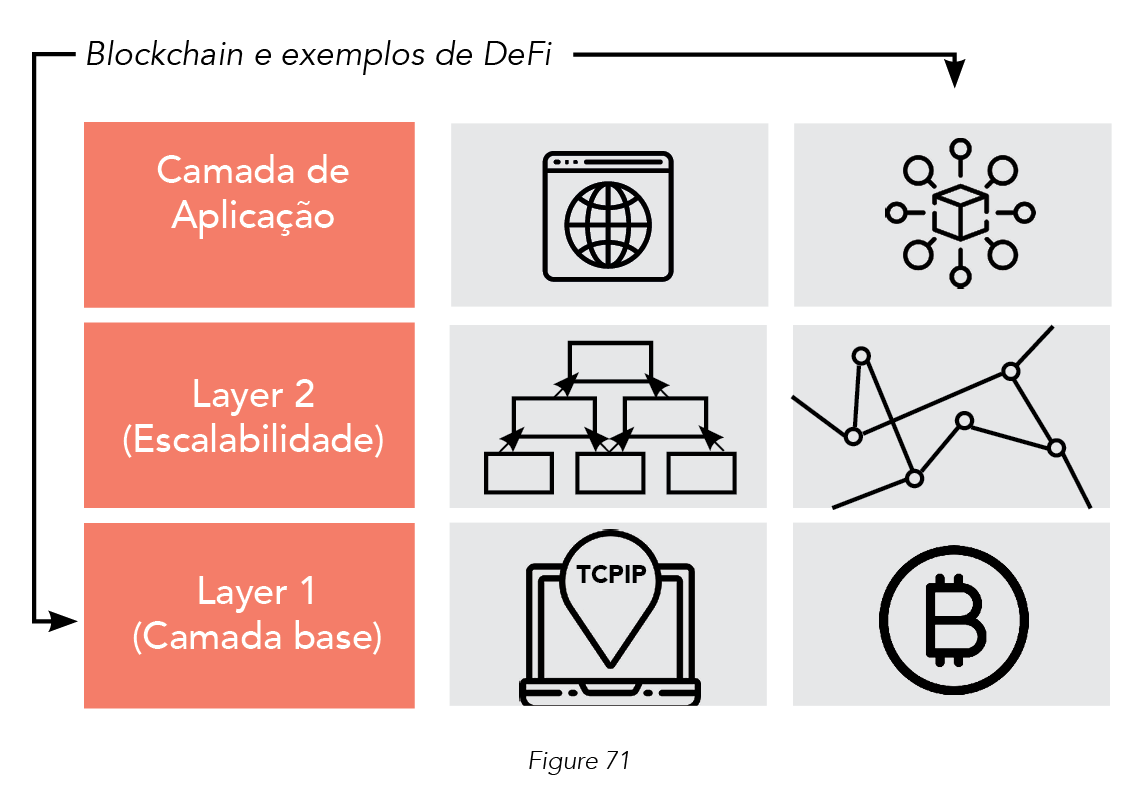 Blockchain e exemplos de DeFi
Camada de
Aplicação
Layer 2
(Escalabilidade)
Layer 1
(Camada base)
TCPIP
Figure 71